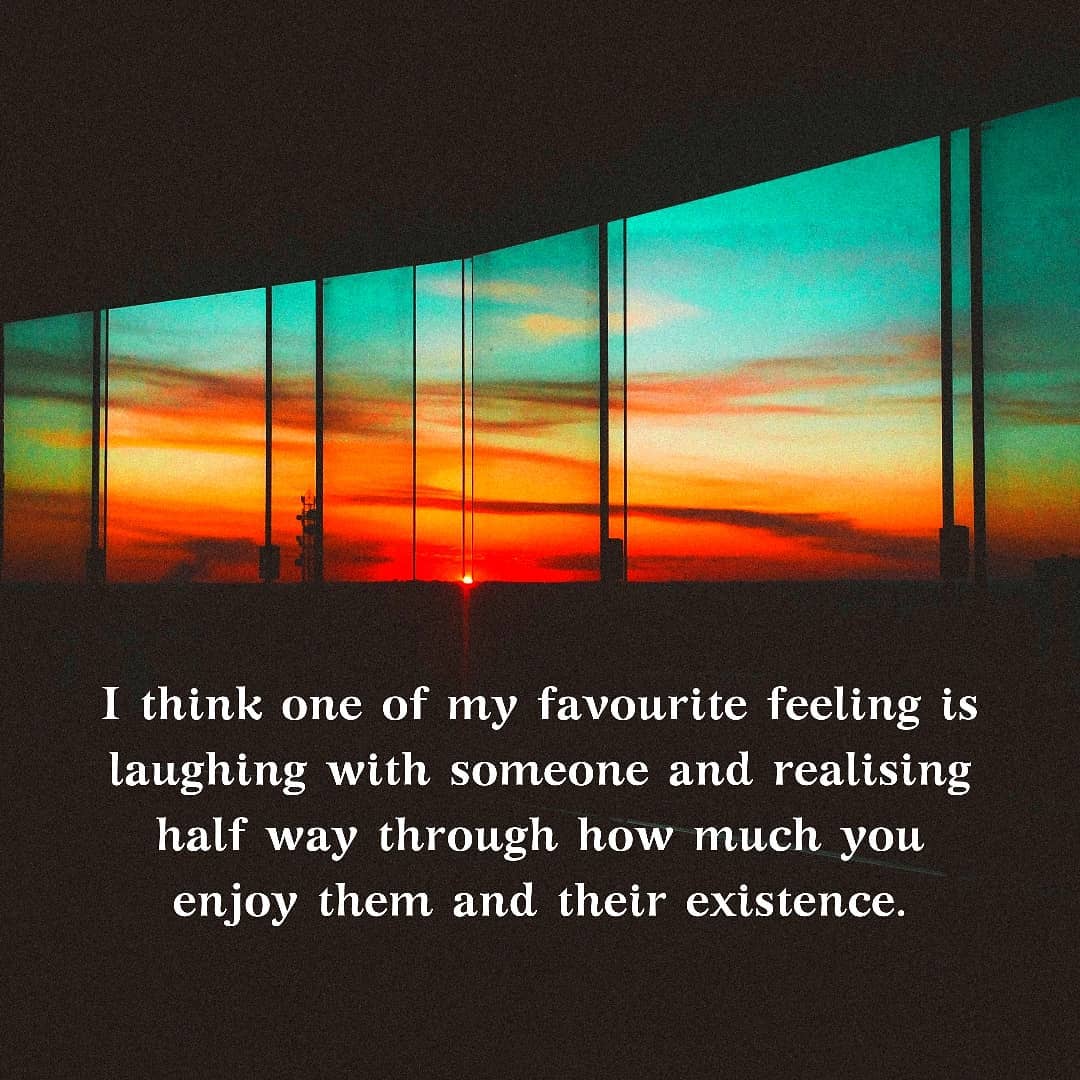 I think one of my favourite feeling is
laughing with someone and realising
half way through how much you
enjoy them and their existence.